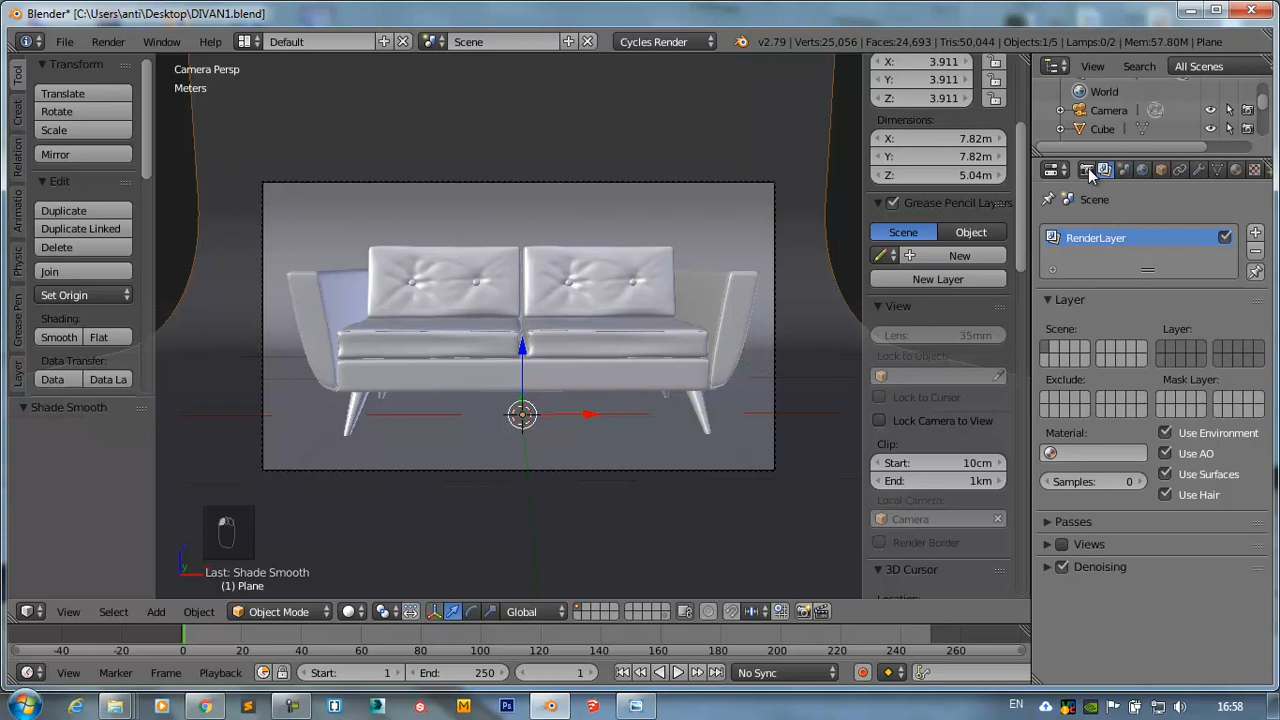 Blender* [C:\Users\anti\Desktop\DIVAN1.blend]
File Render Window Help Default Scene Cycles Render v2.79 | Verts:25,056 | Faces:24,693 | Tris:50,044 | Objects:1/5 | Lamps:0/2 | Mem:57.80M | Plane
Tool
Creat
Relation
Animatio
Physic
Grease Pen
Layer
Transform
Translate
Rotate
Scale
Mirror
Edit
Duplicate
Duplicate Linked
Delete
Join
Set Origin
Shading:
Smooth Flat
Data Transfer:
Data Data La
Shade Smooth
Camera Persp
Meters
Last: Shade Smooth
(1) Plane
X: 3.911
Y: 3.911
Z: 3.911
Dimensions:
X: 7.82m
Y: 7.82m
Z: 5.04m
Grease Pencil Layers
Scene Object
New
New Layer
View
Lens: 35mm
Lock to Object:
Lock to Cursor
Lock Camera to View
Clip:
Start: 10cm
End: 1km
Local Camera:
Camera
Render Border
3D Cursor
View Search All Scenes
World
Camera
Cube
Scene
RenderLayer
Layer
Scene: Layer:
Exclude: Mask Layer:
Material: Use Environment
Use AO
Samples: 0 Use Surfaces
Use Hair
Passes
Views
Denoising
View Select Add Object Object Mode Global
-40 -20 0 20 40 60 80 100 120 140 160 180 200 220 240 260
View Marker Frame Playback Start: 1 End: 250 1 No Sync
EN 16:58